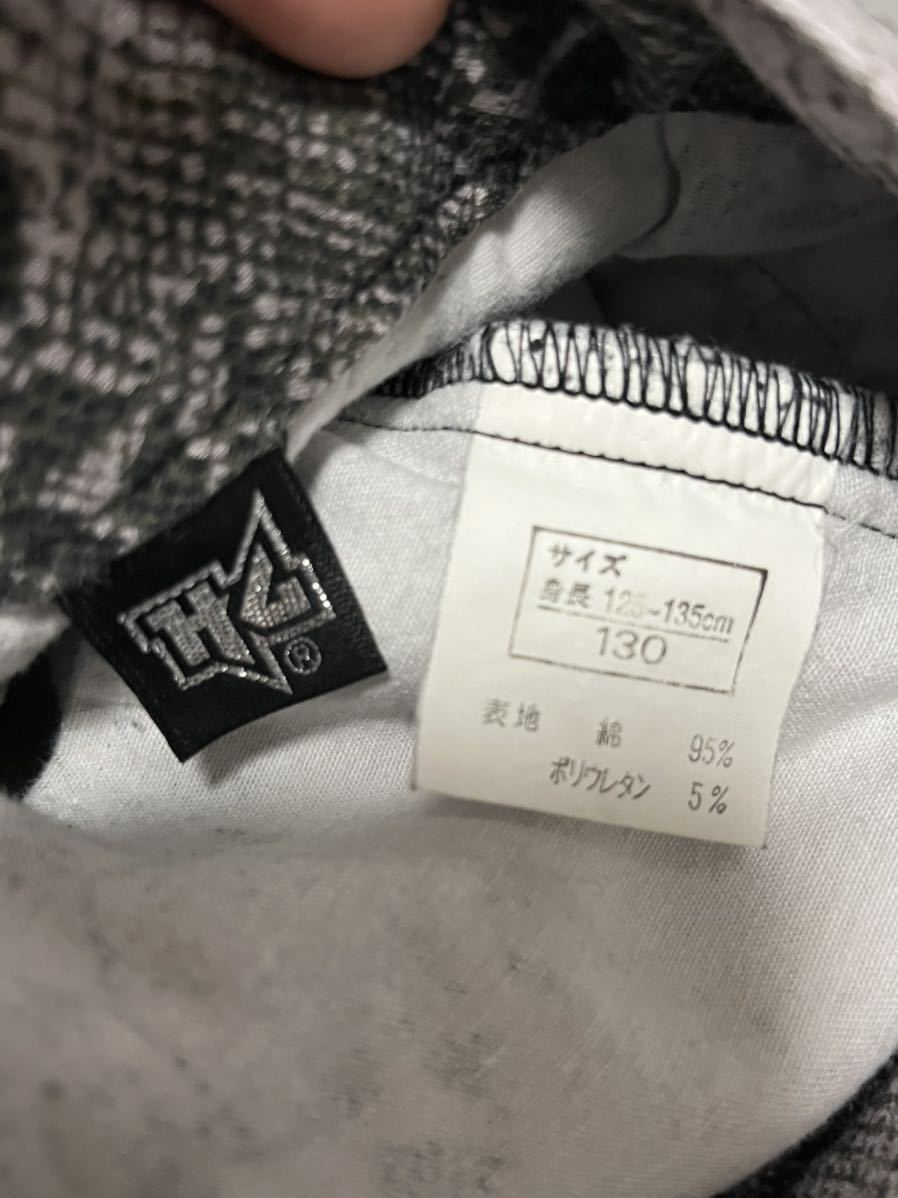 サイズ
身長 125~135cm
130
表地 綿 95%
ポリウレタン 5%
®